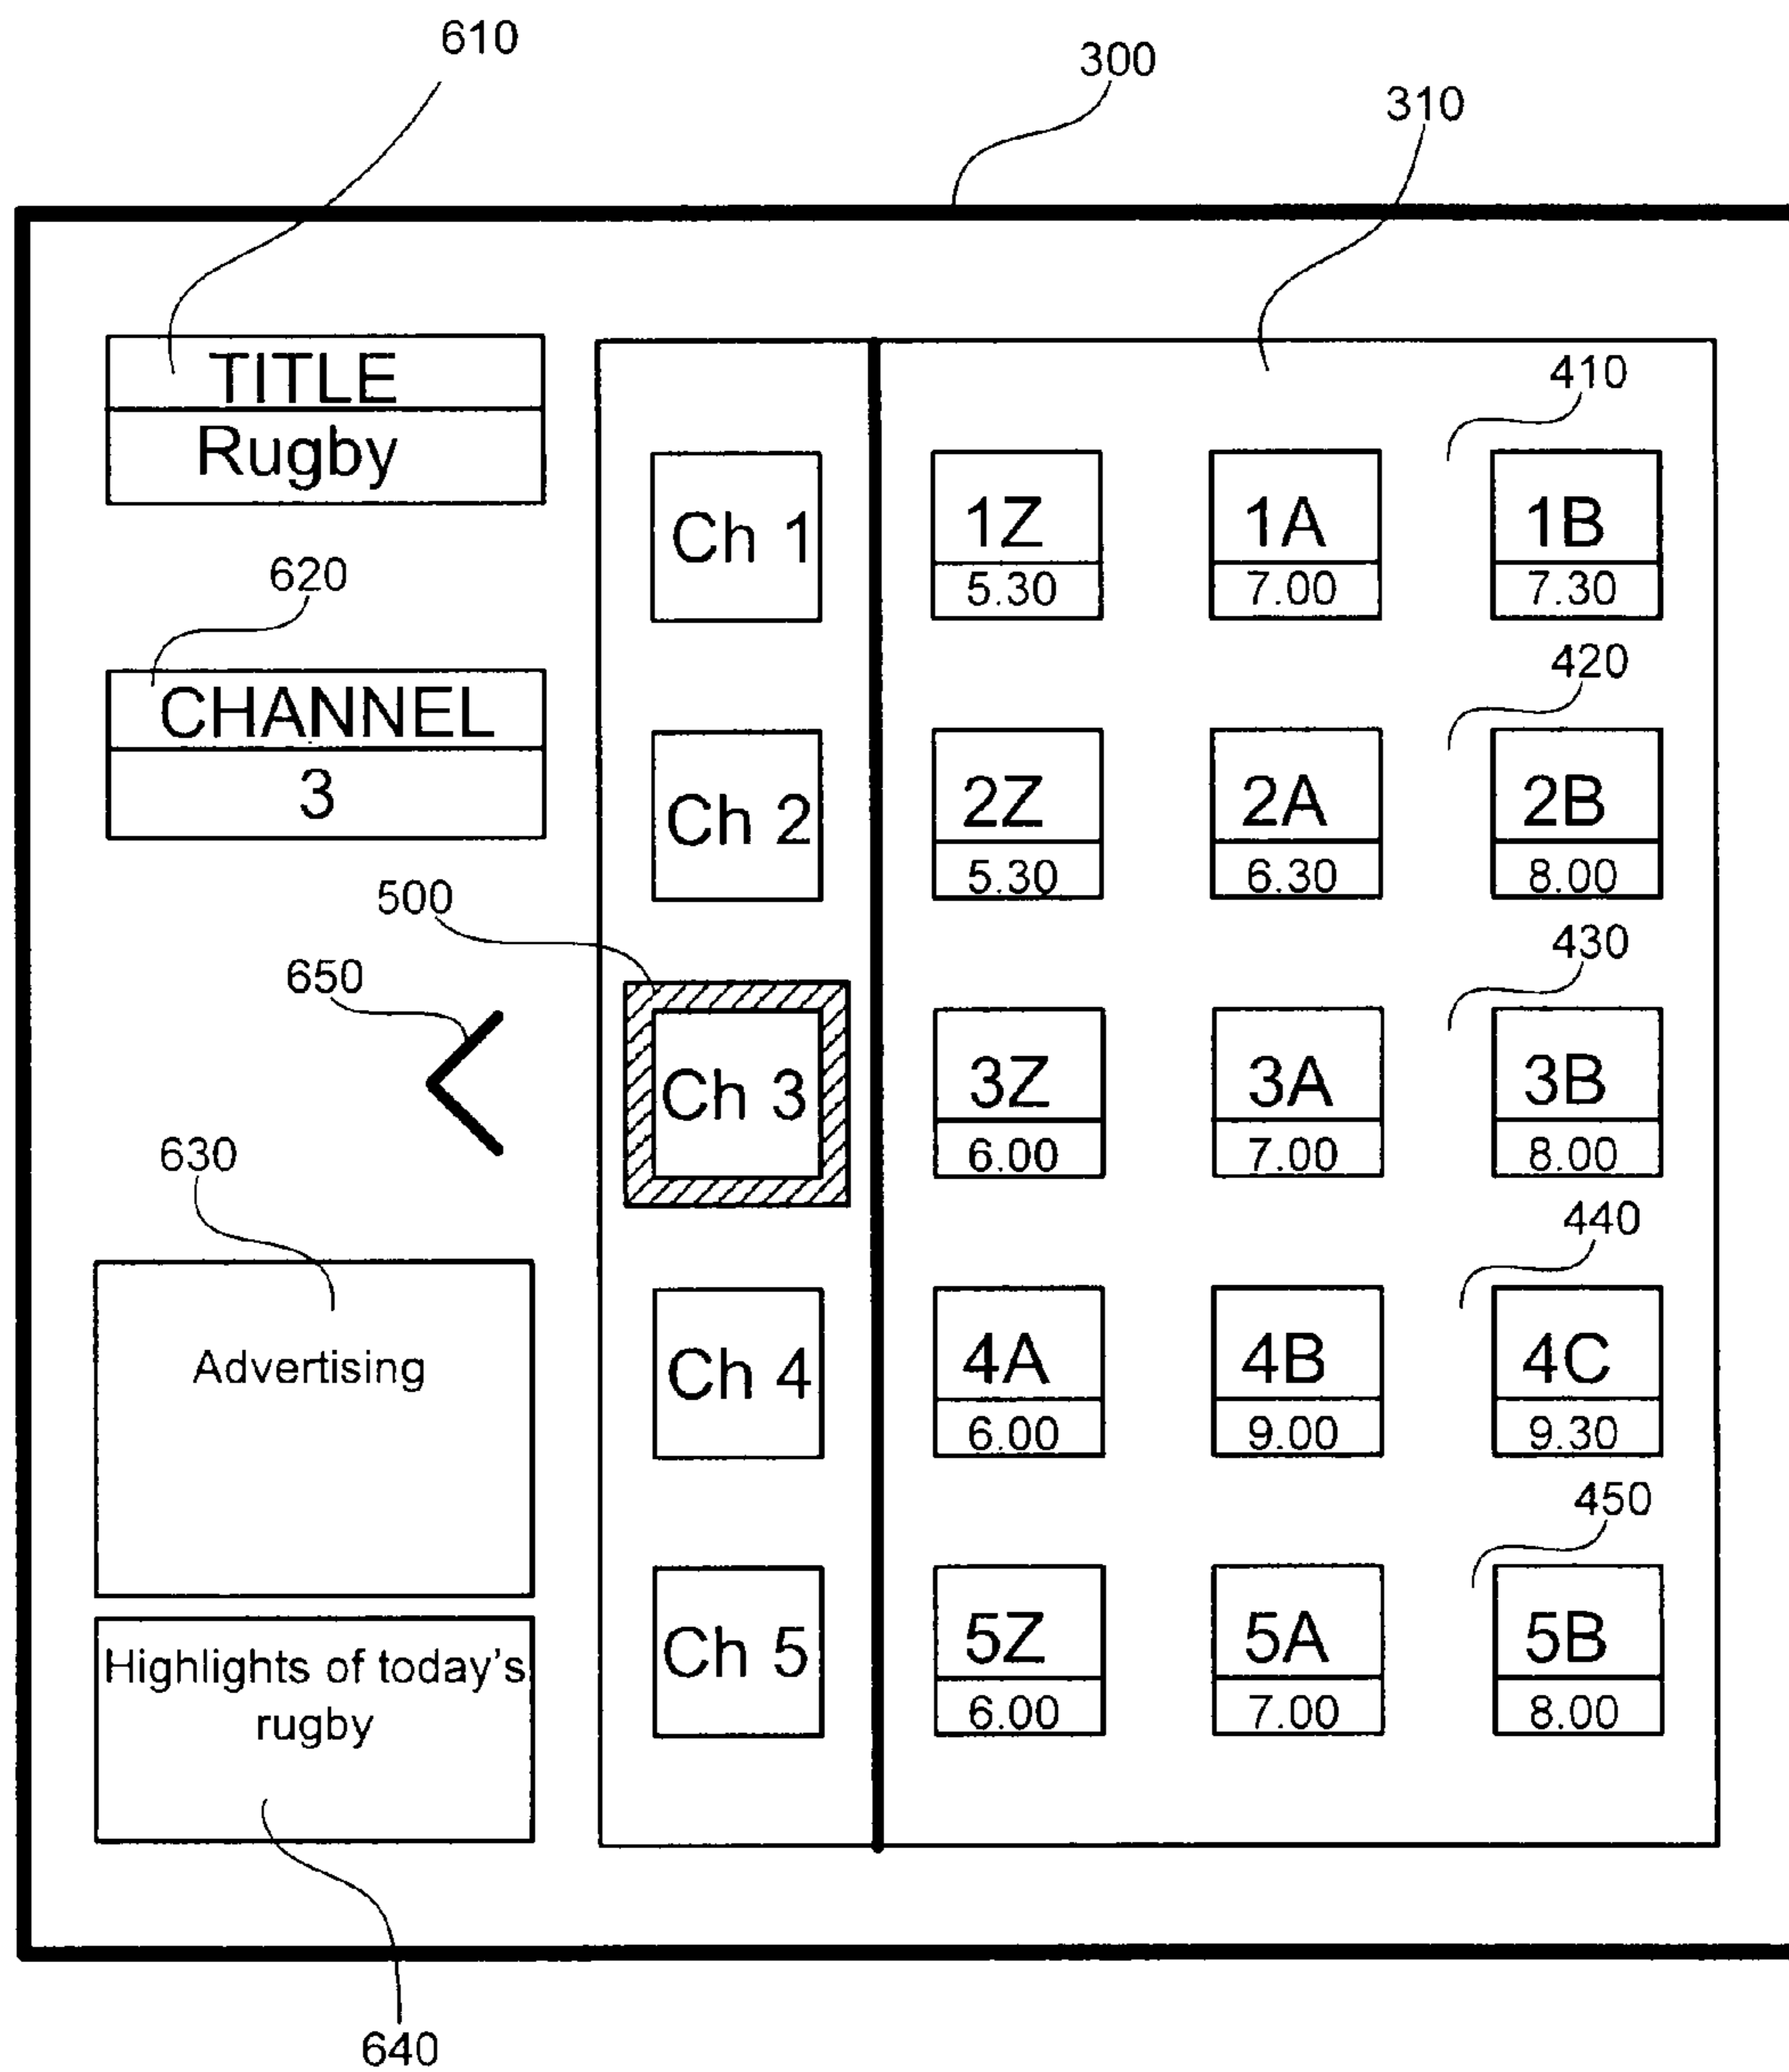 610
300
310
TITLE
Rugby
410
Ch 1
1Z
5.30
1A
7.00
1B
7.30
620
CHANNEL
3
420
Ch 2
2Z
5.30
2A
6.30
2B
8.00
500
650
430
Ch 3
3Z
6.00
3A
7.00
3B
8.00
630
Advertising
440
Ch 4
4A
6.00
4B
9.00
4C
9.30
450
Highlights of today's
rugby
Ch 5
5Z
6.00
5A
7.00
5B
8.00
640